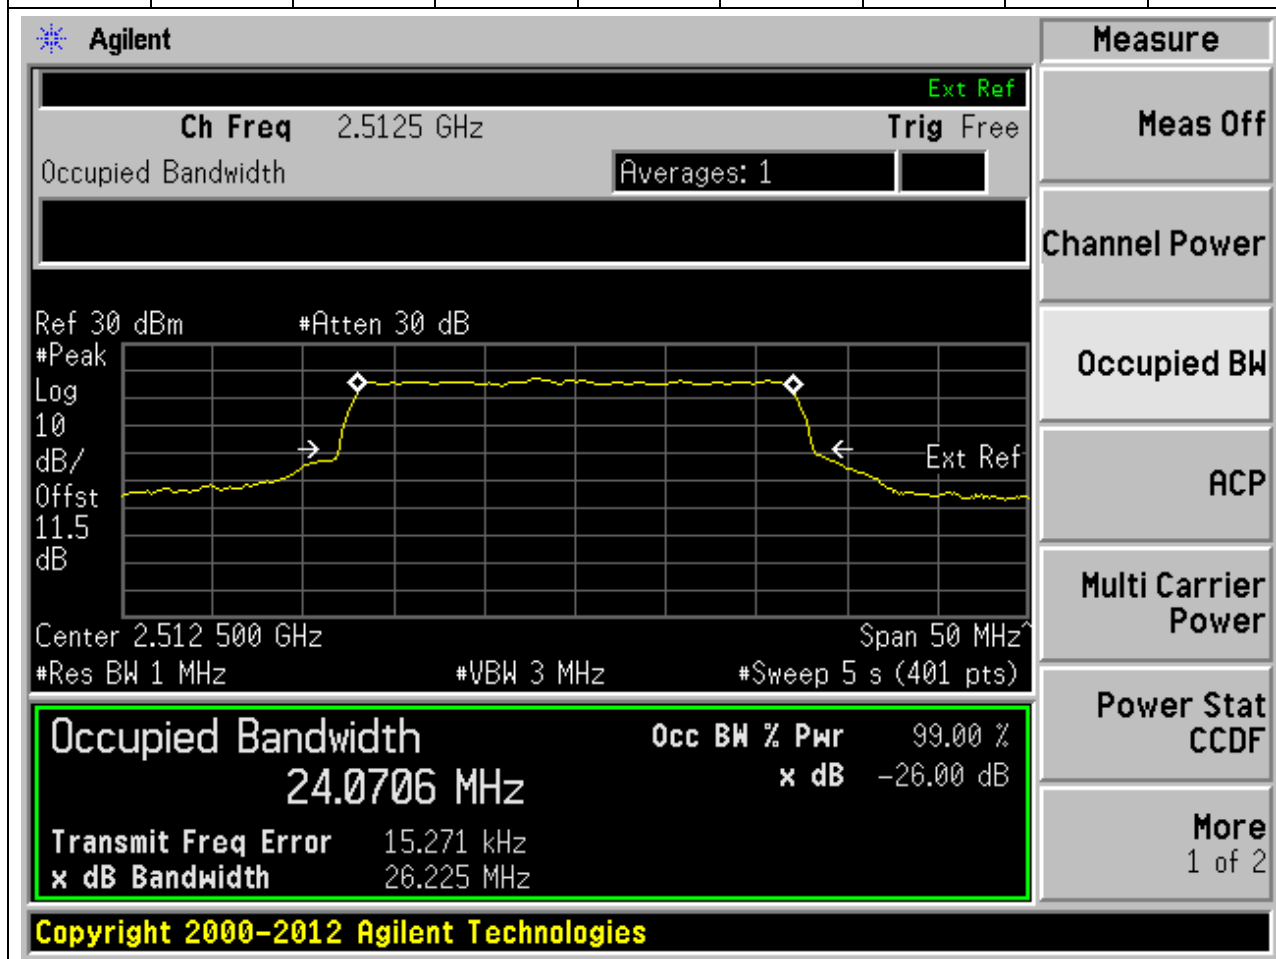 Agilent
Measure
Ext Ref
Ch Freq 2.5125 GHz Trig Free
Meas Off
Occupied Bandwidth Averages: 1
Channel Power
Ref 30 dBm #Atten 30 dB
#Peak
Log
10
dB/
Offst
11.5
dB
Ext Ref
Occupied BW
ACP
Center 2.512 500 GHz Span 50 MHz^
#Res BW 1 MHz #VBW 3 MHz #Sweep 5 s (401 pts)
Multi Carrier
Power
Occupied Bandwidth Occ BW % Pwr 99.00 %
24.0706 MHz x dB -26.00 dB
Transmit Freq Error 15.271 kHz
x dB Bandwidth 26.225 MHz
Power Stat
CCDF
More
1 of 2
Copyright 2000-2012 Agilent Technologies